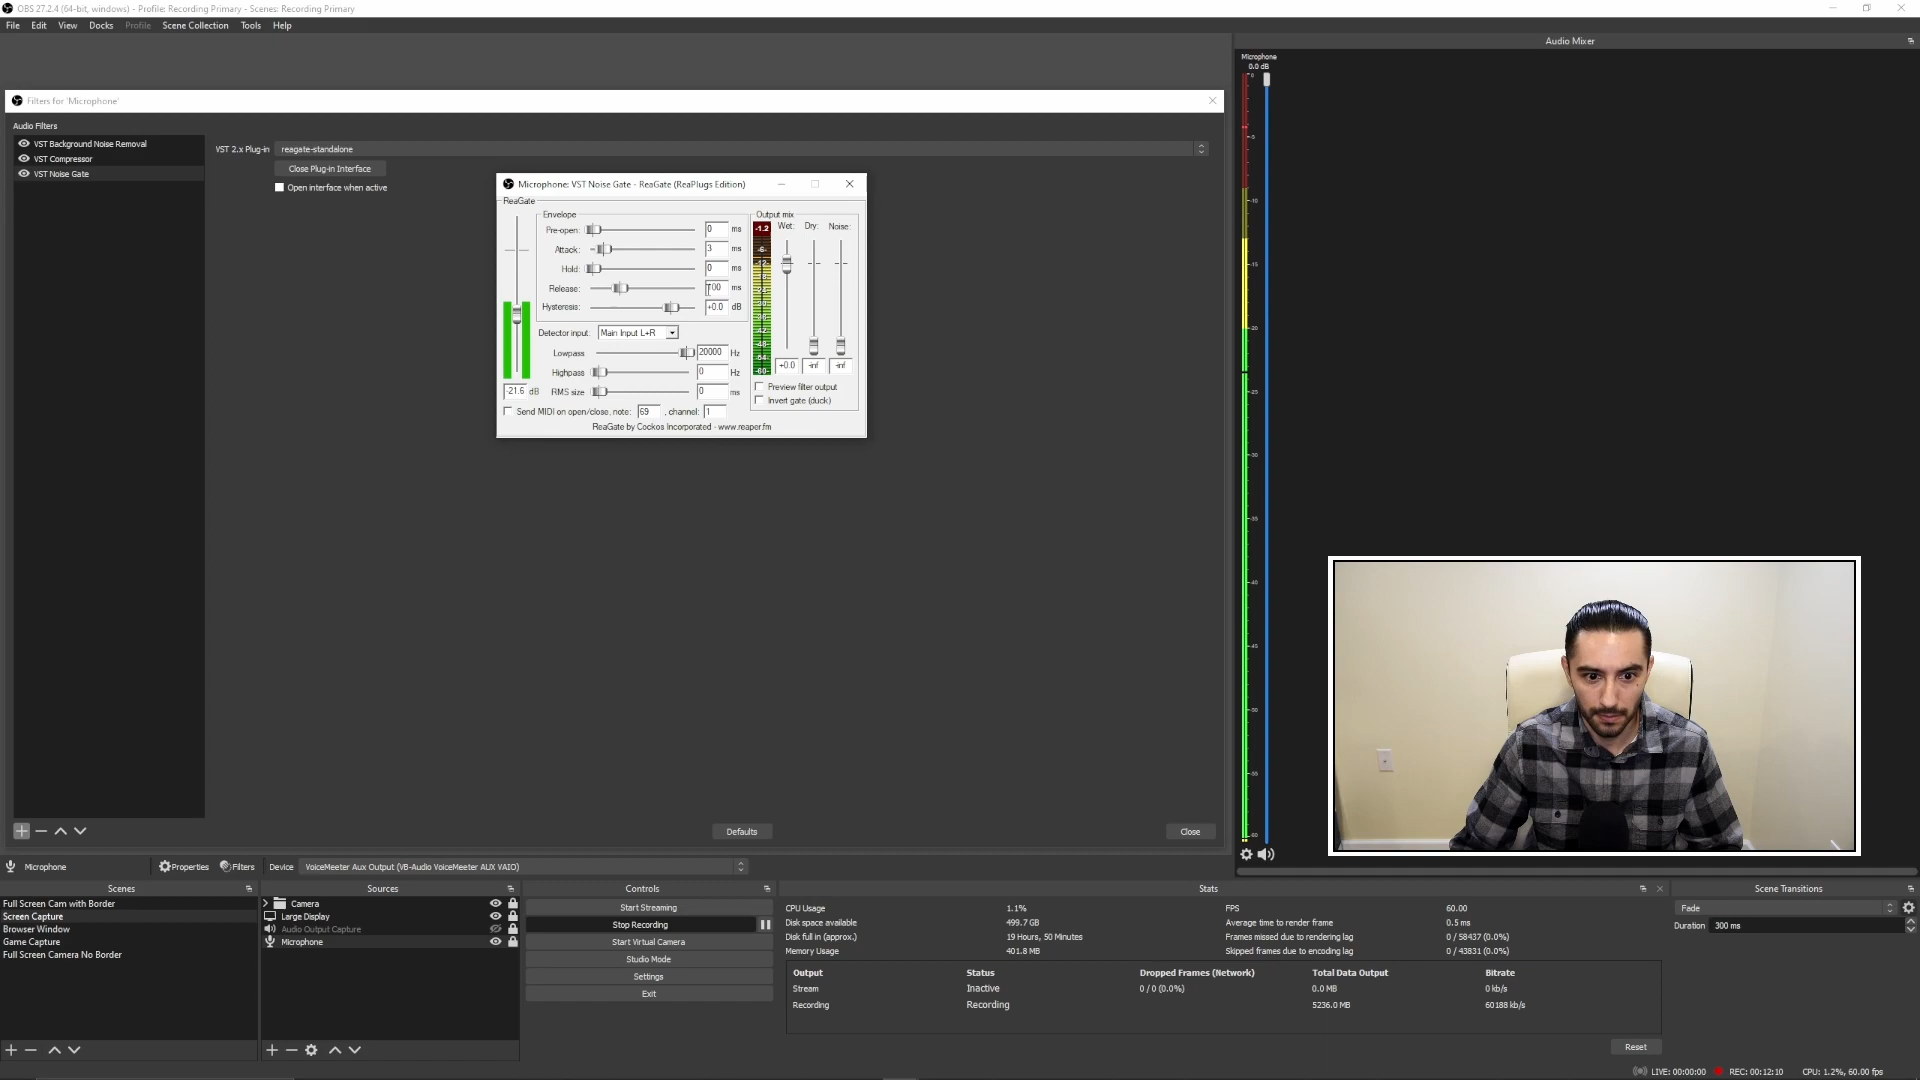 OBS 27.2.4 (64-bit, windows) - Profile: Recording Primary - Scenes: Recording Primary
File Edit View Docks Profile Scene Collection Tools Help
Audio Mixer
Microphone
0.0 dB
Filters for 'Microphone'
Audio Filters
VST Background Noise Removal
VST Compressor
VST Noise Gate
VST 2.x Plug-in reagate-standalone
Close Plug-in Interface
Open interface when active
Microphone: VST Noise Gate - ReaGate (ReaPlugs Edition)
ReaGate
Envelope
Pre-open: 0 ms
Attack: 3 ms
Hold: 0 ms
Release: 100 ms
Hysteresis: +0.0 dB
Detector input: Main Input L+R
Lowpass 20000 Hz
Highpass 0 Hz
RMS size 0 ms
-21.6 dB
Output mix
Wet: Dry: Noise:
-1.2
+0.0 -inf -inf
Preview filter output
Invert gate (duck)
Send MIDI on open/close, note: 69 , channel: 1
ReaGate by Cockos Incorporated - www.reaper.fm
Defaults
Close
Microphone Properties Filters Device VoiceMeeter Aux Output (VB-Audio VoiceMeeter AUX VAIO)
Scenes
Full Screen Cam with Border
Screen Capture
Browser Window
Game Capture
Full Screen Camera No Border
Sources
Camera
Large Display
Audio Output Capture
Microphone
Controls
Start Streaming
Stop Recording
Start Virtual Camera
Studio Mode
Settings
Exit
Stats
CPU Usage 1.1%
Disk space available 499.7 GB
Disk full in (approx.) 19 Hours, 50 Minutes
Memory Usage 401.8 MB
FPS 60.00
Average time to render frame 0.5 ms
Frames missed due to rendering lag 0 / 58437 (0.0%)
Skipped frames due to encoding lag 0 / 43831 (0.0%)
Output Status Dropped Frames (Network) Total Data Output Bitrate
Stream Inactive 0 / 0 (0.0%) 0.0 MB 0 kb/s
Recording Recording 5236.0 MB 60188 kb/s
Reset
Scene Transitions
Fade
Duration 300 ms
LIVE: 00:00:00 REC: 00:12:10 CPU: 1.2%, 60.00 fps